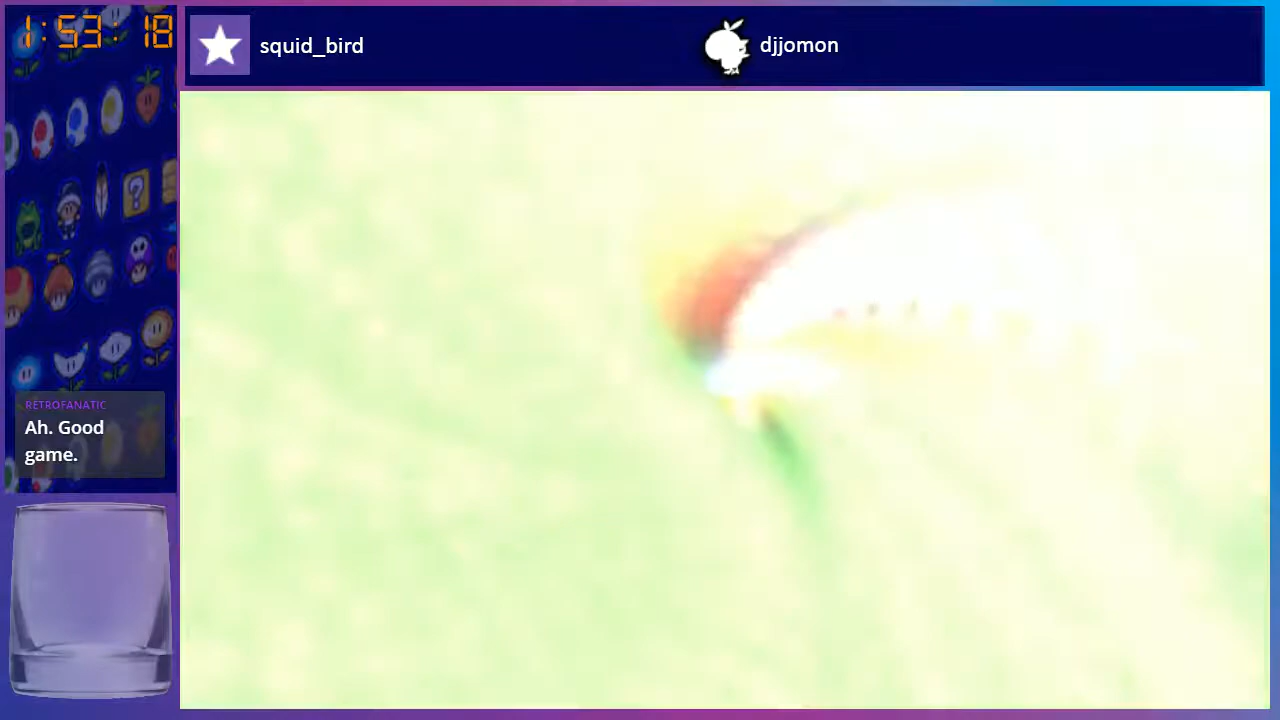 1:53:18
squid_bird
djjomon
?
RETROFANATIC
Ah. Good
game.